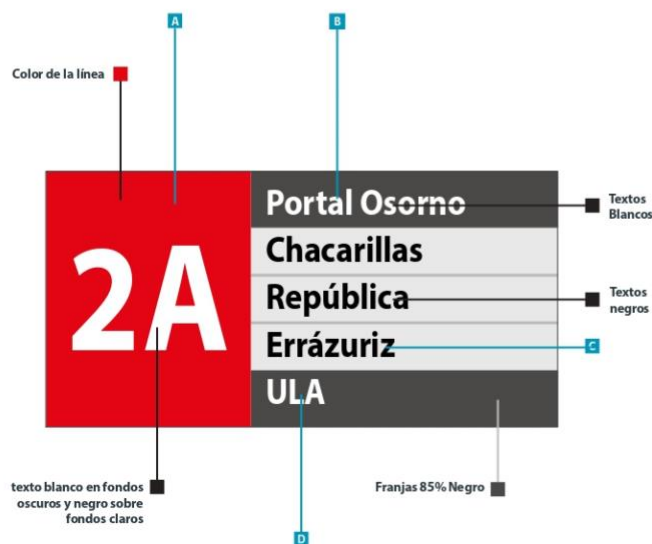 A
B
Color de la línea
2A
Portal Osorno
Chacarillas
República
Errázuriz
ULA
Textos
Blancos
Textos
negros
C
texto blanco en fondos
oscuros y negro sobre
fondos claros
Franjas 85% Negro
D